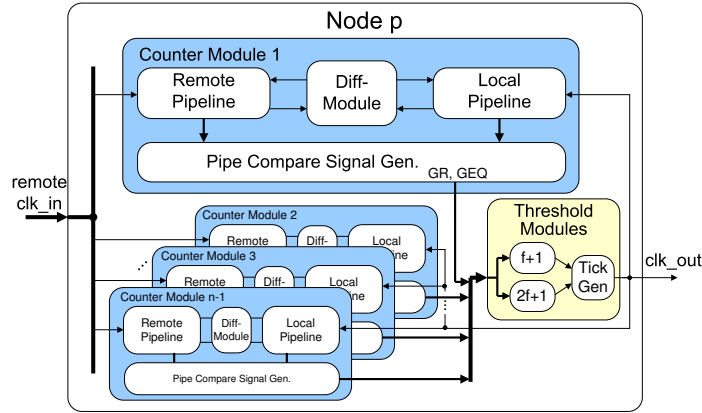 Node p
Counter Module 1
Remote
Pipeline
Diff-
Module
Local
Pipeline
Pipe Compare Signal Gen.
GR, GEQ
remote
clk_in
Counter Module 2
Remote
Diff-
Local
Counter Module 3
Remote
Diff-
Local
Counter Module n-1
Remote
Pipeline
Diff-
Module
Local
Pipeline
Pipe Compare Signal Gen.
Threshold
Modules
f+1
2f+1
Tick
Gen
clk_out